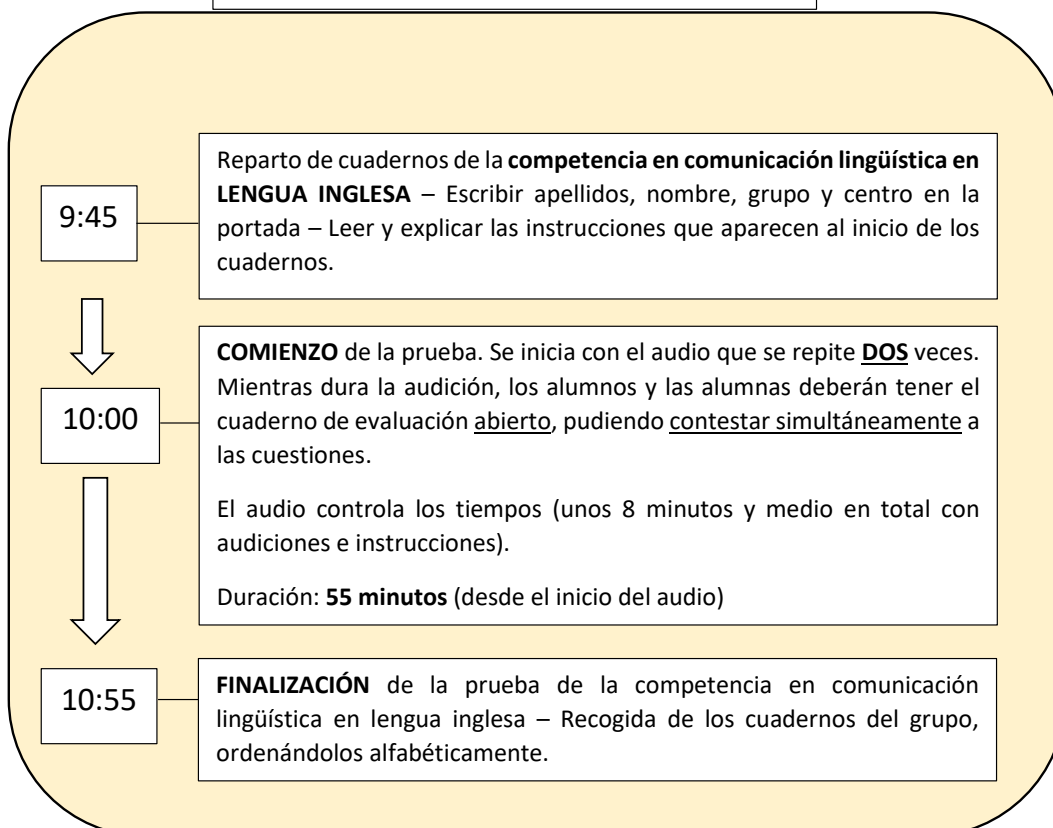 9:45
Reparto de cuadernos de la competencia en comunicación lingüística en
LENGUA INGLESA – Escribir apellidos, nombre, grupo y centro en la
portada – Leer y explicar las instrucciones que aparecen al inicio de los
cuadernos.
10:00
COMIENZO de la prueba. Se inicia con el audio que se repite DOS veces.
Mientras dura la audición, los alumnos y las alumnas deberán tener el
cuaderno de evaluación abierto, pudiendo contestar simultáneamente a
las cuestiones.
El audio controla los tiempos (unos 8 minutos y medio en total con
audiciones e instrucciones).
Duración: 55 minutos (desde el inicio del audio)
10:55
FINALIZACIÓN de la prueba de la competencia en comunicación
lingüística en lengua inglesa – Recogida de los cuadernos del grupo,
ordenándolos alfabéticamente.